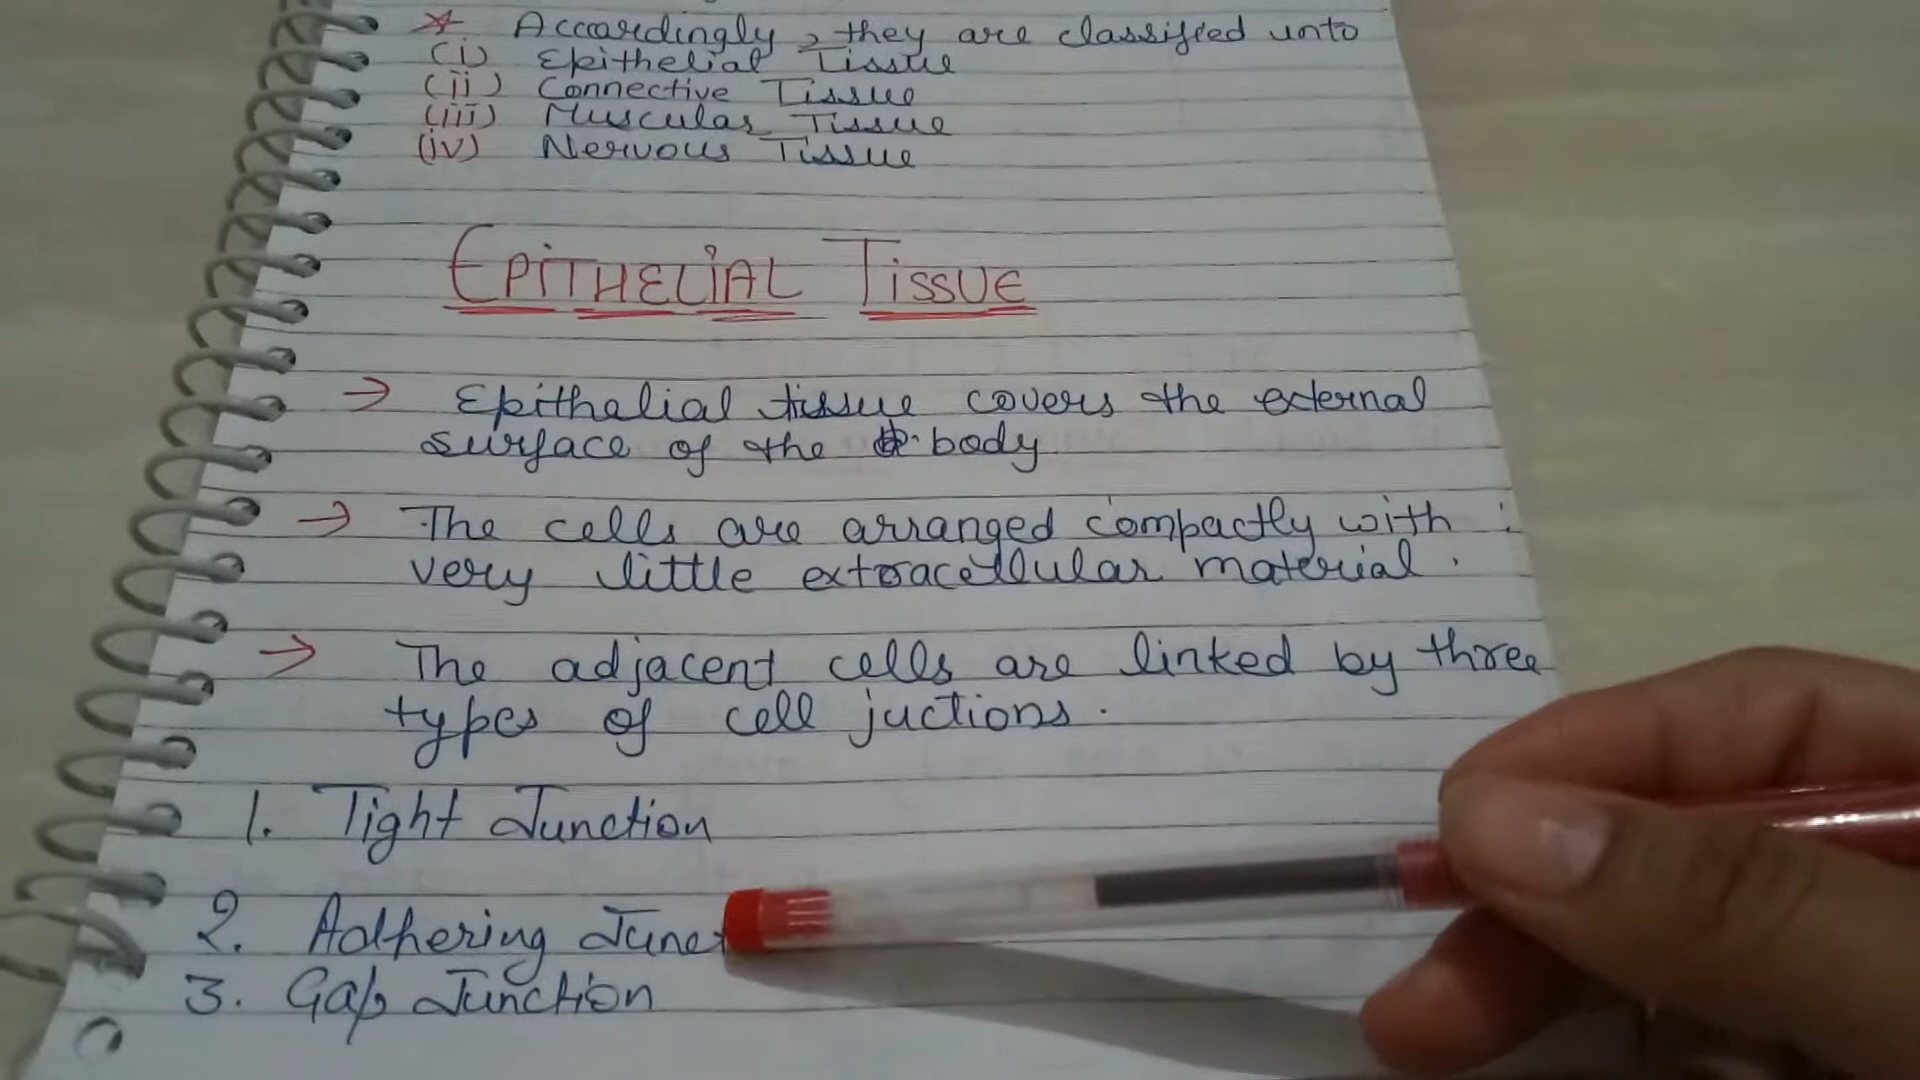 * Accordingly, they are classified unto
(i) Epithelial Tissue
(ii) Connective Tissue
(iii) Muscular Tissue
(iv) Nervous Tissue
EPITHELIAL TISSUE
→ Epithelial tissue covers the external
surface of the body
→ The cells are arranged compactly with
very little extracellular material.
→ The adjacent cells are linked by three
types of cell juctions.
1. Tight Junction
2. Adhering Junct
3. Gap Junction